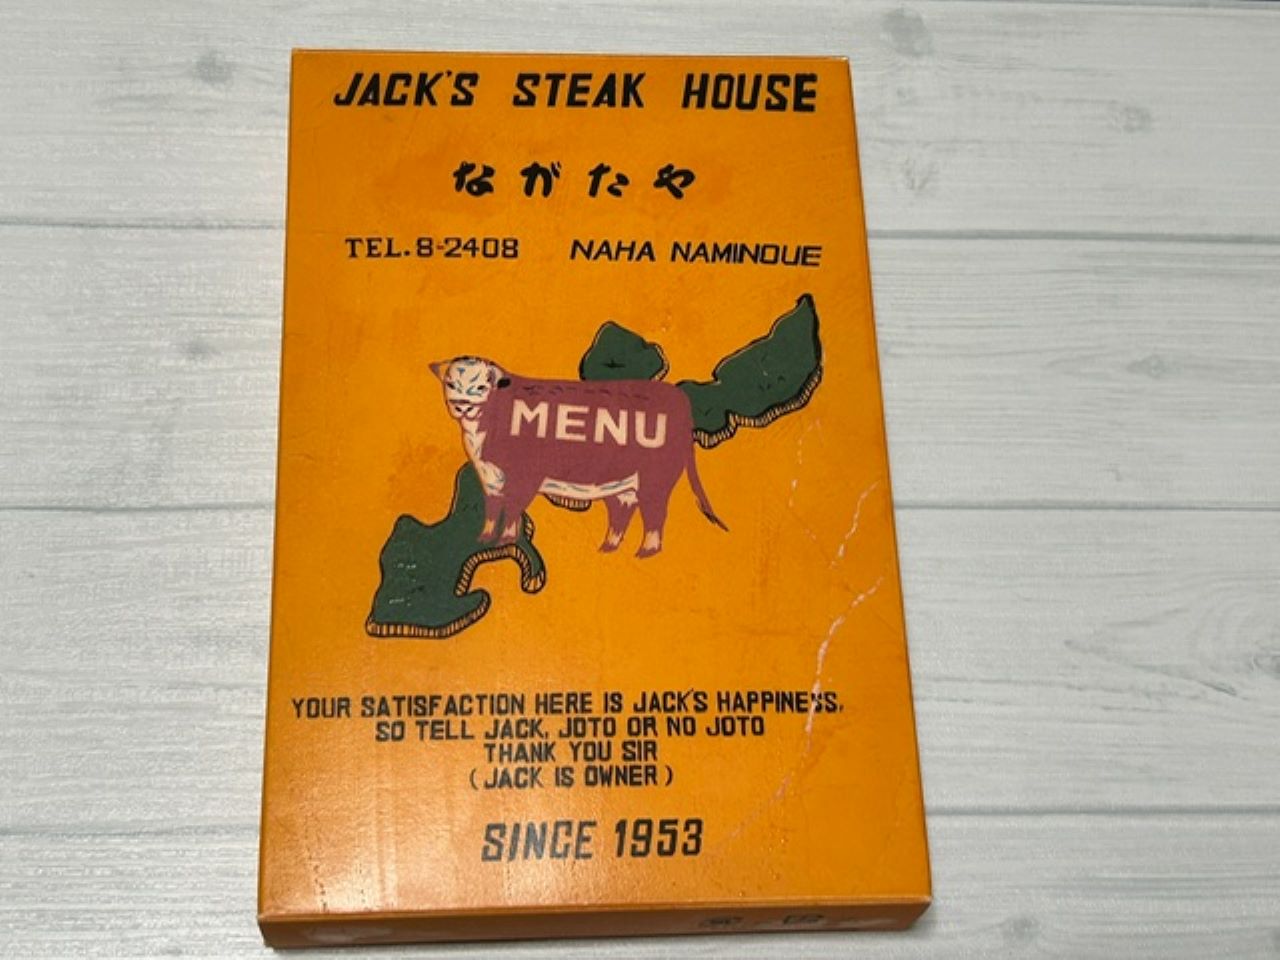 JACK'S STEAK HOUSE
ながたや
TEL. 8-2408 NAHA NAMINOUE
MENU
YOUR SATISFACTION HERE IS JACK'S HAPPINESS,
SO TELL JACK, JOTO OR NO JOTO
THANK YOU SIR
(JACK IS OWNER)
SINCE 1953